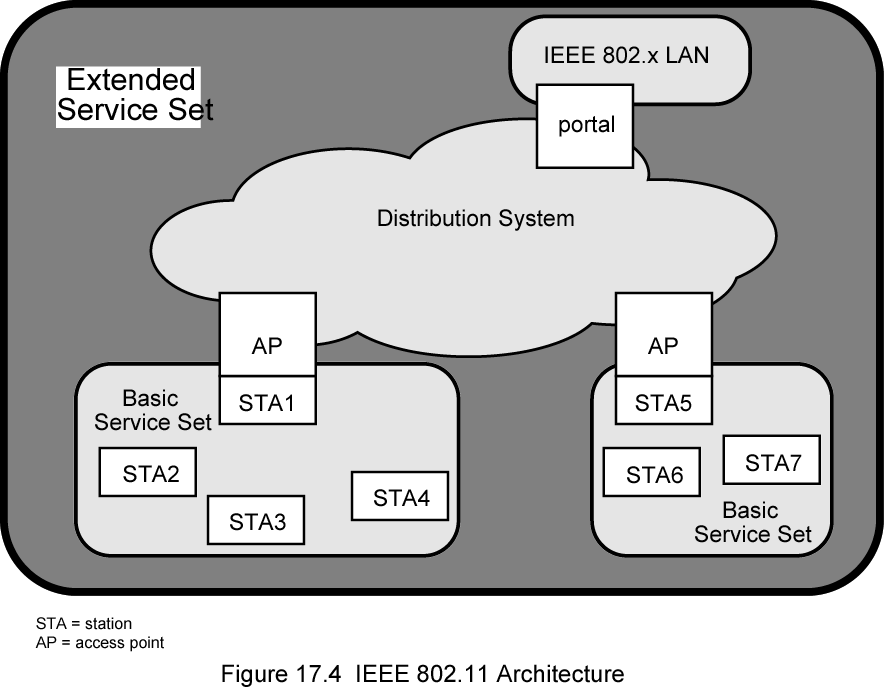 Extended
Service Set
IEEE 802.x LAN
portal
Distribution System
AP
AP
Basic
Service Set
STA1
STA2
STA3
STA4
STA5
STA6
STA7
Basic
Service Set
STA = station
AP = access point
Figure 17.4 IEEE 802.11 Architecture